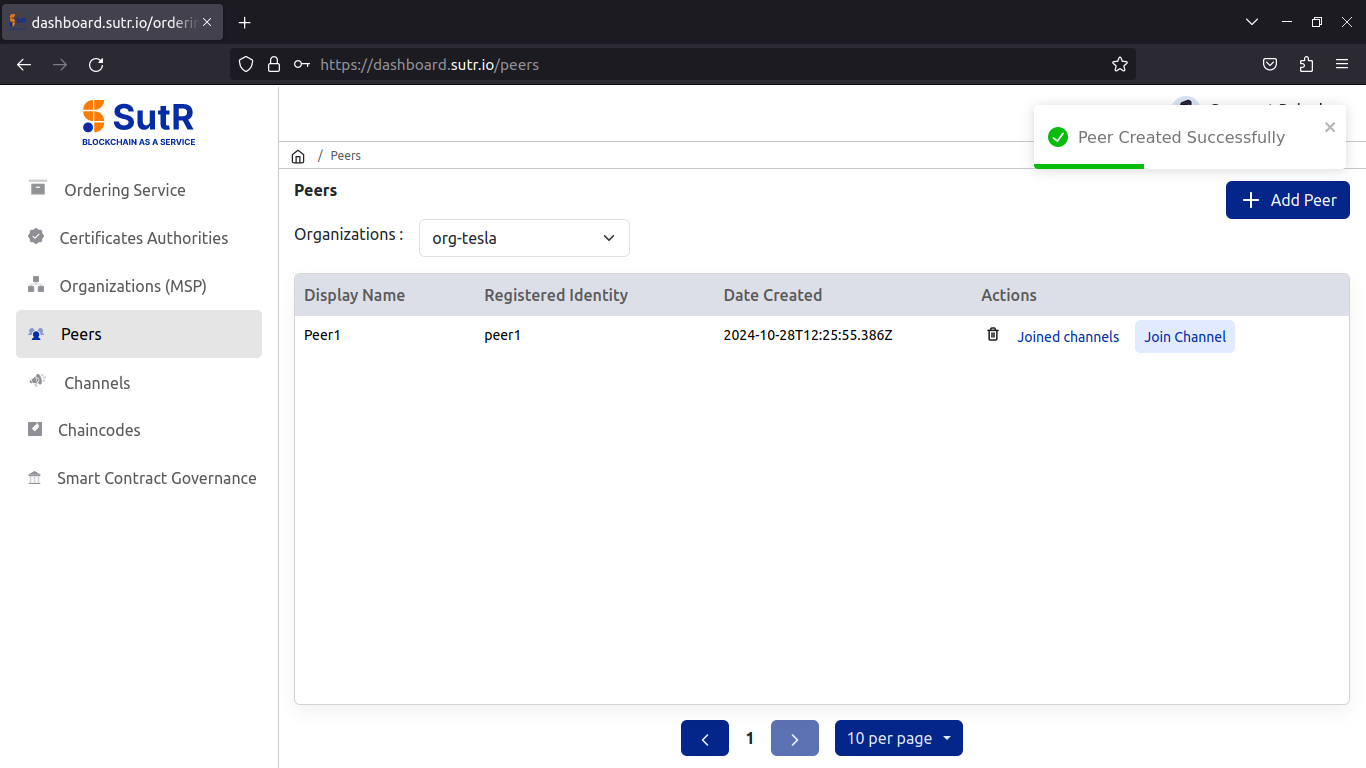 dashboard.sutr.io/orderin
https://dashboard.sutr.io/peers
SutR
BLOCKCHAIN AS A SERVICE
Peer Created Successfully
/ Peers
Ordering Service
Certificates Authorities
Organizations (MSP)
Peers
Channels
Chaincodes
Smart Contract Governance
Peers
Add Peer
Organizations :
org-tesla
Display Name Registered Identity Date Created Actions
Peer1 peer1 2024-10-28T12:25:55.386Z Joined channels Join Channel
1
10 per page